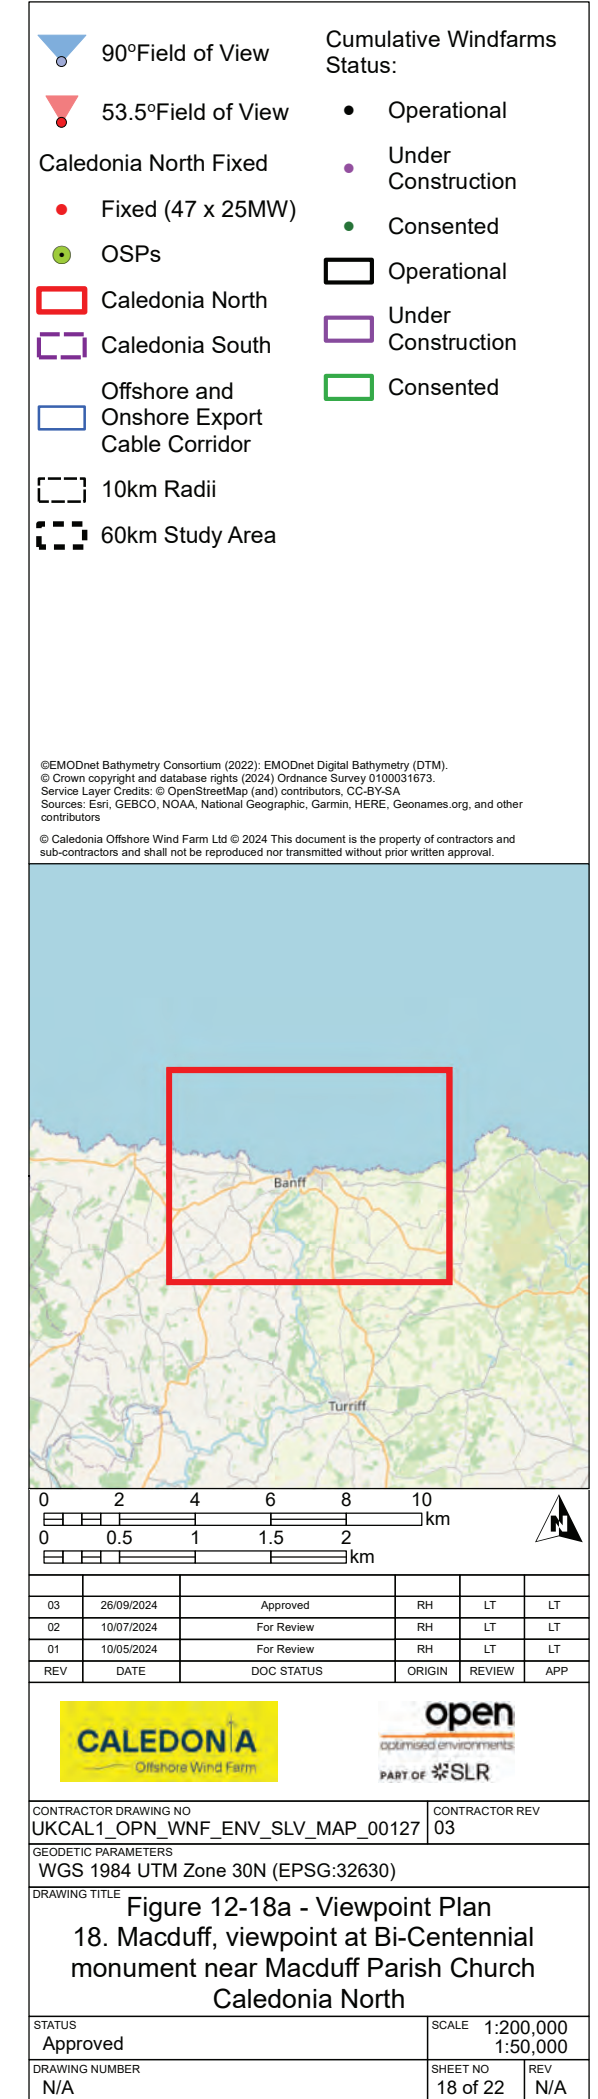 90°Field of View
53.5°Field of View
Caledonia North Fixed
Fixed (47 x 25MW)
OSPs
Caledonia North
Caledonia South
Offshore and
Onshore Export
Cable Corridor
10km Radii
60km Study Area
Cumulative Windfarms
Status:
Operational
Under
Construction
Consented
Operational
Under
Construction
Consented
©EMODnet Bathymetry Consortium (2022): EMODnet Digital Bathymetry (DTM).
© Crown copyright and database rights (2024) Ordnance Survey 0100031673.
Service Layer Credits: © OpenStreetMap (and) contributors, CC-BY-SA
Sources: Esri, GEBCO, NOAA, National Geographic, Garmin, HERE, Geonames.org, and other
contributors
© Caledonia Offshore Wind Farm Ltd © 2024 This document is the property of contractors and
sub-contractors and shall not be reproduced nor transmitted without prior written approval.
Banff
Turriff
0 2 4 6 8 10
km
0 0.5 1 1.5 2
km
N
03 26/09/2024 Approved RH LT LT
02 10/07/2024 For Review RH LT LT
01 10/05/2024 For Review RH LT LT
REV DATE DOC STATUS ORIGIN REVIEW APP
CALEDONIA
Offshore Wind Farm
open
optimised environments
PART OF SLR
CONTRACTOR DRAWING NO
UKCAL1_OPN_WNF_ENV_SLV_MAP_00127
CONTRACTOR REV
03
GEODETIC PARAMETERS
WGS 1984 UTM Zone 30N (EPSG:32630)
DRAWING TITLE
Figure 12-18a - Viewpoint Plan
18. Macduff, viewpoint at Bi-Centennial
monument near Macduff Parish Church
Caledonia North
STATUS
Approved
SCALE 1:200,000
1:50,000
DRAWING NUMBER
N/A
SHEET NO
18 of 22
REV
N/A